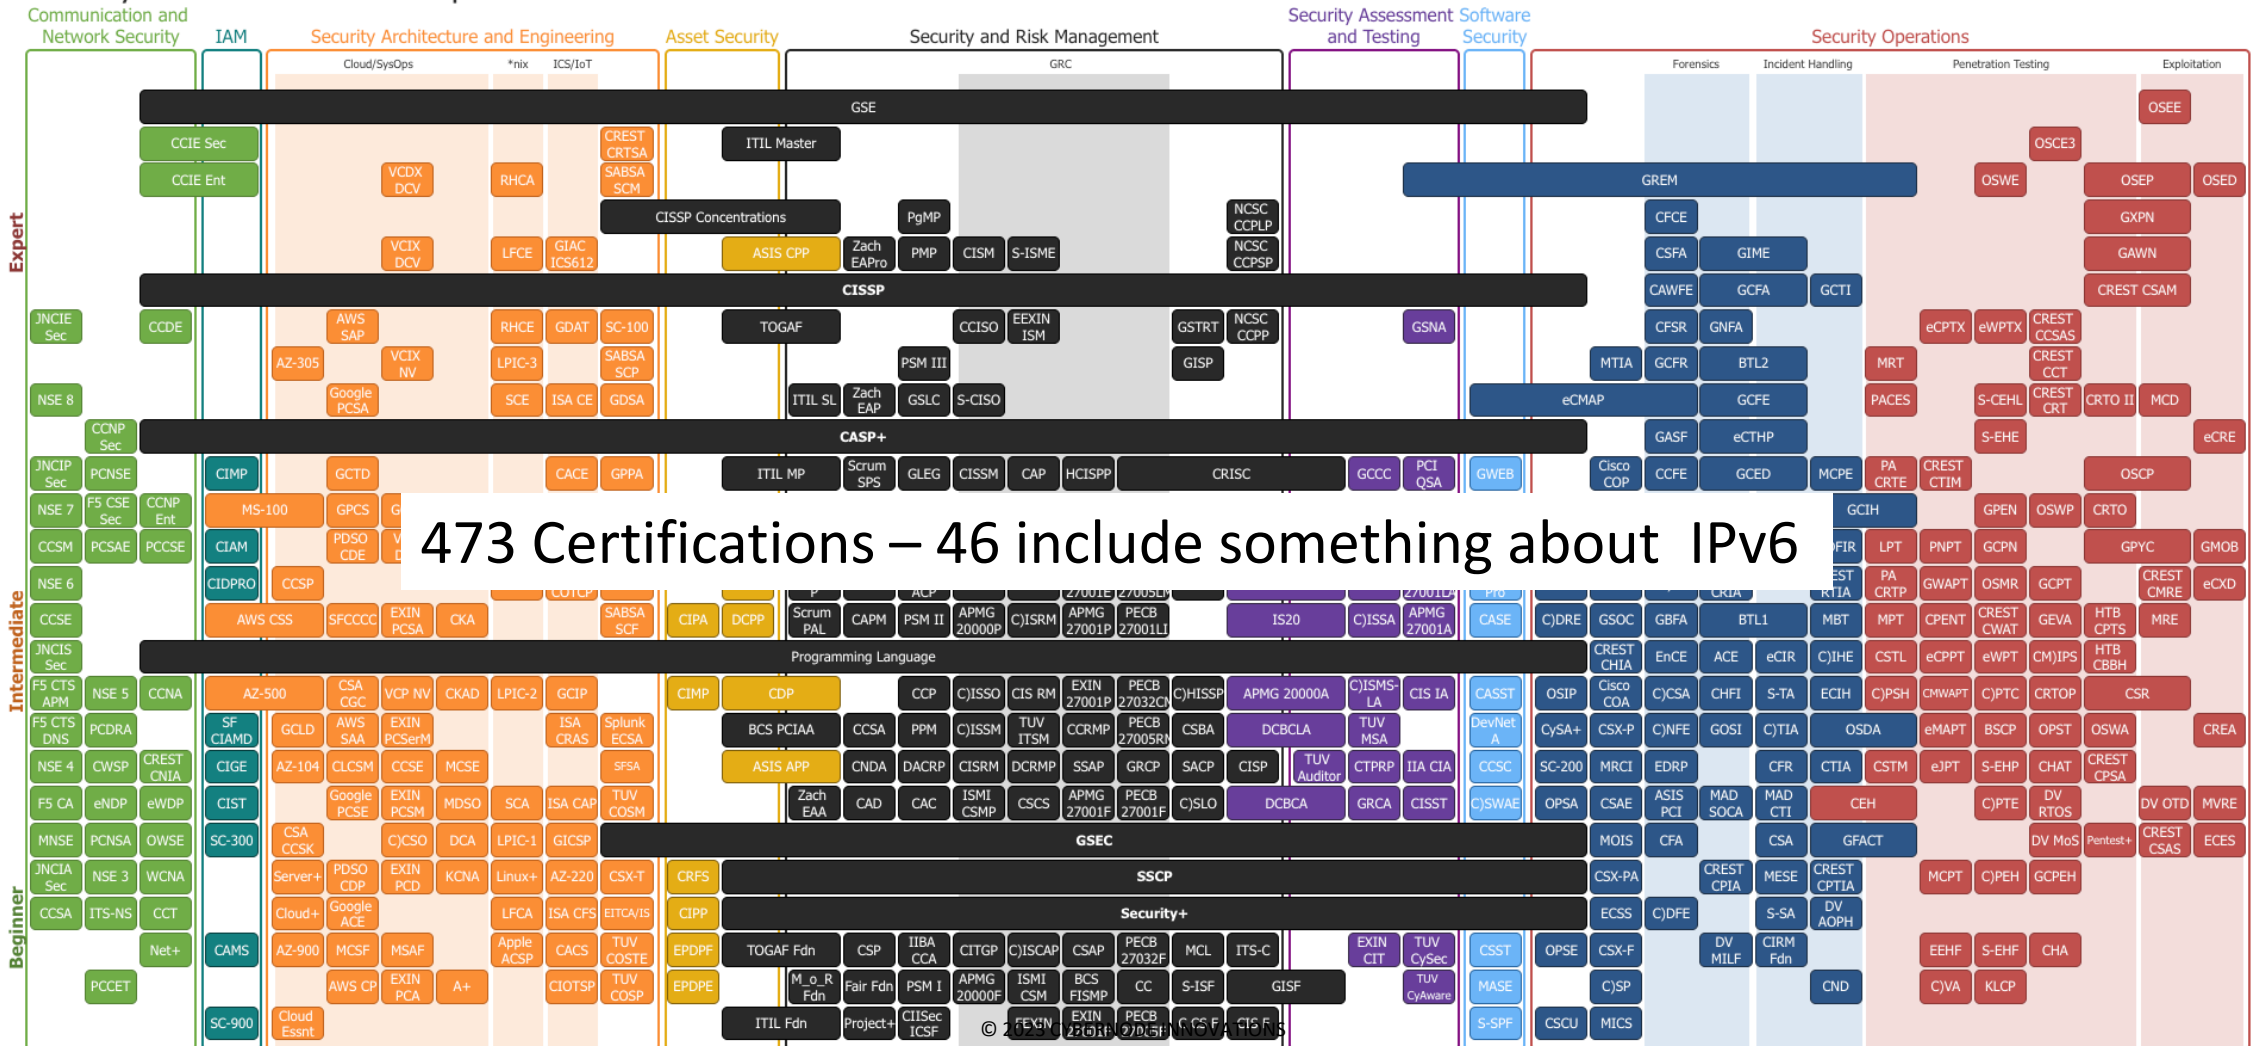 Communication and
Network Security
IAM
Security Architecture and Engineering
Asset Security
Security and Risk Management
Security Assessment
and Testing
Software
Security
Security Operations
Cloud/SysOps
*nix
ICS/IoT
GRC
Forensics
Incident Handling
Penetration Testing
Exploitation
GSE
OSEE
CCIE Sec
CREST
CRTSA
ITIL Master
OSCE3
CCIE Ent
VCDX
DCV
RHCA
SABSA
SCM
GREM
OSWE
OSEP
OSED
Expert
CISSP Concentrations
PgMP
NCSC
CCPLP
CFCE
GXPN
VCIX
DCV
LFCE
GIAC
ICS612
ASIS CPP
Zach
EAPro
PMP
CISM
S-ISME
NCSC
CCPSP
CSFA
GIME
GAWN
CISSP
CAWFE
GCFA
GCTI
CREST CSAM
JNCIE
Sec
CCDE
AWS
SAP
RHCE
GDAT
SC-100
TOGAF
CCISO
EEXIN
ISM
GSTRT
NCSC
CCPP
GSNA
CFSR
GNFA
eCPTX
eWPTX
CREST
CCSAS
AZ-305
VCIX
NV
LPIC-3
SABSA
SCP
PSM III
GISP
MTIA
GCFR
BTL2
MRT
CREST
CCT
NSE 8
Google
PCSA
SCE
ISA CE
GDSA
ITIL SL
Zach
EAP
GSLC
S-CISO
eCMAP
GCFE
PACES
S-CEHL
CREST
CRT
CRTO II
MCD
CCNP
Sec
CASP+
GASF
eCTHP
S-EHE
eCRE
JNCIP
Sec
PCNSE
CIMP
GCTD
CACE
GPPA
ITIL MP
Scrum
SPS
GLEG
CISSM
CAP
HCISPP
CRISC
GCCC
PCI
QSA
GWEB
Cisco
COP
CCFE
GCED
MCPE
PA
CRTE
CREST
CTIM
OSCP
NSE 7
F5 CSE
Sec
CCNP
Ent
MS-100
GPCS
GCIH
GPEN
OSWP
CRTO
473 Certifications – 46 include something about IPv6
CCSM
PCSAE
PCCSE
CIAM
PDSO
CDE
LPT
PNPT
GCPN
GPYC
GMOB
NSE 6
CIDPRO
CCSP
COTCP
ACP
27001E
27005LM
27001LA
Pro
CRIA
RTIA
PA
CRTP
GWAPT
OSMR
GCPT
CREST
CMRE
eCXD
Intermediate
CCSE
AWS CSS
SFCCCC
EXIN
PCSA
CKA
SABSA
SCF
CIPA
DCPP
Scrum
PAL
CAPM
PSM II
APMG
20000P
C)ISRM
APMG
27001P
PECB
27001LI
IS20
C)ISSA
APMG
27001A
CASE
C)DRE
GSOC
GBFA
BTL1
MBT
MPT
CPENT
CREST
CWAT
GEVA
HTB
CPTS
MRE
JNCIS
Sec
Programming Language
CREST
CHIA
EnCE
ACE
eCIR
C)IHE
CSTL
eCPPT
eWPT
CM)IPS
HTB
CBBH
F5 CTS
APM
NSE 5
CCNA
AZ-500
CSA
CGC
VCP NV
CKAD
LPIC-2
GCIP
CIMP
CDP
CCP
C)ISSO
CIS RM
EXIN
27001P
PECB
27032CM
C)HISSP
APMG 20000A
C)ISMS-
LA
CIS IA
CASST
OSIP
Cisco
COA
C)CSA
CHFI
S-TA
ECIH
C)PSH
CMWAPT
C)PTC
CRTOP
CSR
F5 CTS
DNS
PCDRA
SF
CIAMD
GCLD
AWS
SAA
EXIN
PCSerM
ISA
CRAS
Splunk
ECSA
BCS PCIAA
CCSA
PPM
C)ISSM
TUV
ITSM
CCRMP
PECB
27005RM
CSBA
DCBCLA
TUV
MSA
DevNet
A
CySA+
CSX-P
C)NFE
GOSI
C)TIA
OSDA
eMAPT
BSCP
OPST
OSWA
CREA
NSE 4
CWSP
CREST
CNIA
CIGE
AZ-104
CLCSM
CCSE
MCSE
SFSA
ASIS APP
CNDA
DACRP
CISRM
DCRMP
SSAP
GRCP
SACP
CISP
TUV
Auditor
CTPRP
IIA CIA
CCSC
SC-200
MRCI
EDRP
CFR
CTIA
CSTM
eJPT
S-EHP
CHAT
CREST
CPSA
F5 CA
eNDP
eWDP
CIST
Google
PCSE
EXIN
PCSM
MDSO
SCA
ISA CAP
TUV
COSM
Zach
EAA
CAD
CAC
ISMI
CSMP
CSCS
APMG
27001F
PECB
27001F
C)SLO
DCBCA
GRCA
CISST
C)SWAE
OPSA
CSAE
ASIS
PCI
MAD
SOCA
MAD
CTI
CEH
C)PTE
DV
RTOS
DV OTD
MVRE
MNSE
PCNSA
OWSE
SC-300
CSA
CCSK
C)CSO
DCA
LPIC-1
GICSP
GSEC
MOIS
CFA
CSA
GFACT
DV MoS
Pentest+
CREST
CSAS
ECES
Beginner
JNCIA
Sec
NSE 3
WCNA
Server+
PDSO
CDP
EXIN
PCD
KCNA
Linux+
AZ-220
CSX-T
CRFS
SSCP
CSX-PA
CREST
CPIA
MESE
CREST
CPTIA
MCPT
C)PEH
GCPEH
CCSA
ITS-NS
CCT
Cloud+
Google
ACE
LFCA
ISA CFS
EITCA/IS
CIPP
Security+
ECSS
C)DFE
S-SA
DV
AOPH
Net+
CAMS
AZ-900
MCSF
MSAF
Apple
ACSP
CACS
TUV
COSTE
EPDPF
TOGAF Fdn
CSP
IIBA
CCA
CITGP
C)ISCAP
CSAP
PECB
27032F
MCL
ITS-C
EXIN
CIT
TUV
CySec
CSST
OPSE
CSX-F
DV
MILF
CIRM
Fdn
EEHF
S-EHF
CHA
PCCET
AWS CP
EXIN
PCA
A+
CIOTSP
TUV
COSP
EPDPE
M_o_R
Fdn
Fair Fdn
PSM I
APMG
20000F
ISMI
CSM
BCS
FISMP
CC
S-ISF
GISF
TUV
CyAware
MASE
C)SP
CND
C)VA
KLCP
SC-900
Cloud
Essnt
ITIL Fdn
Project+
CIISec
ICSF
EEXIN
EXIN
PECB
S-SPF
CSCU
MICS
© 2023 CYBERNODE INNOVATIONS